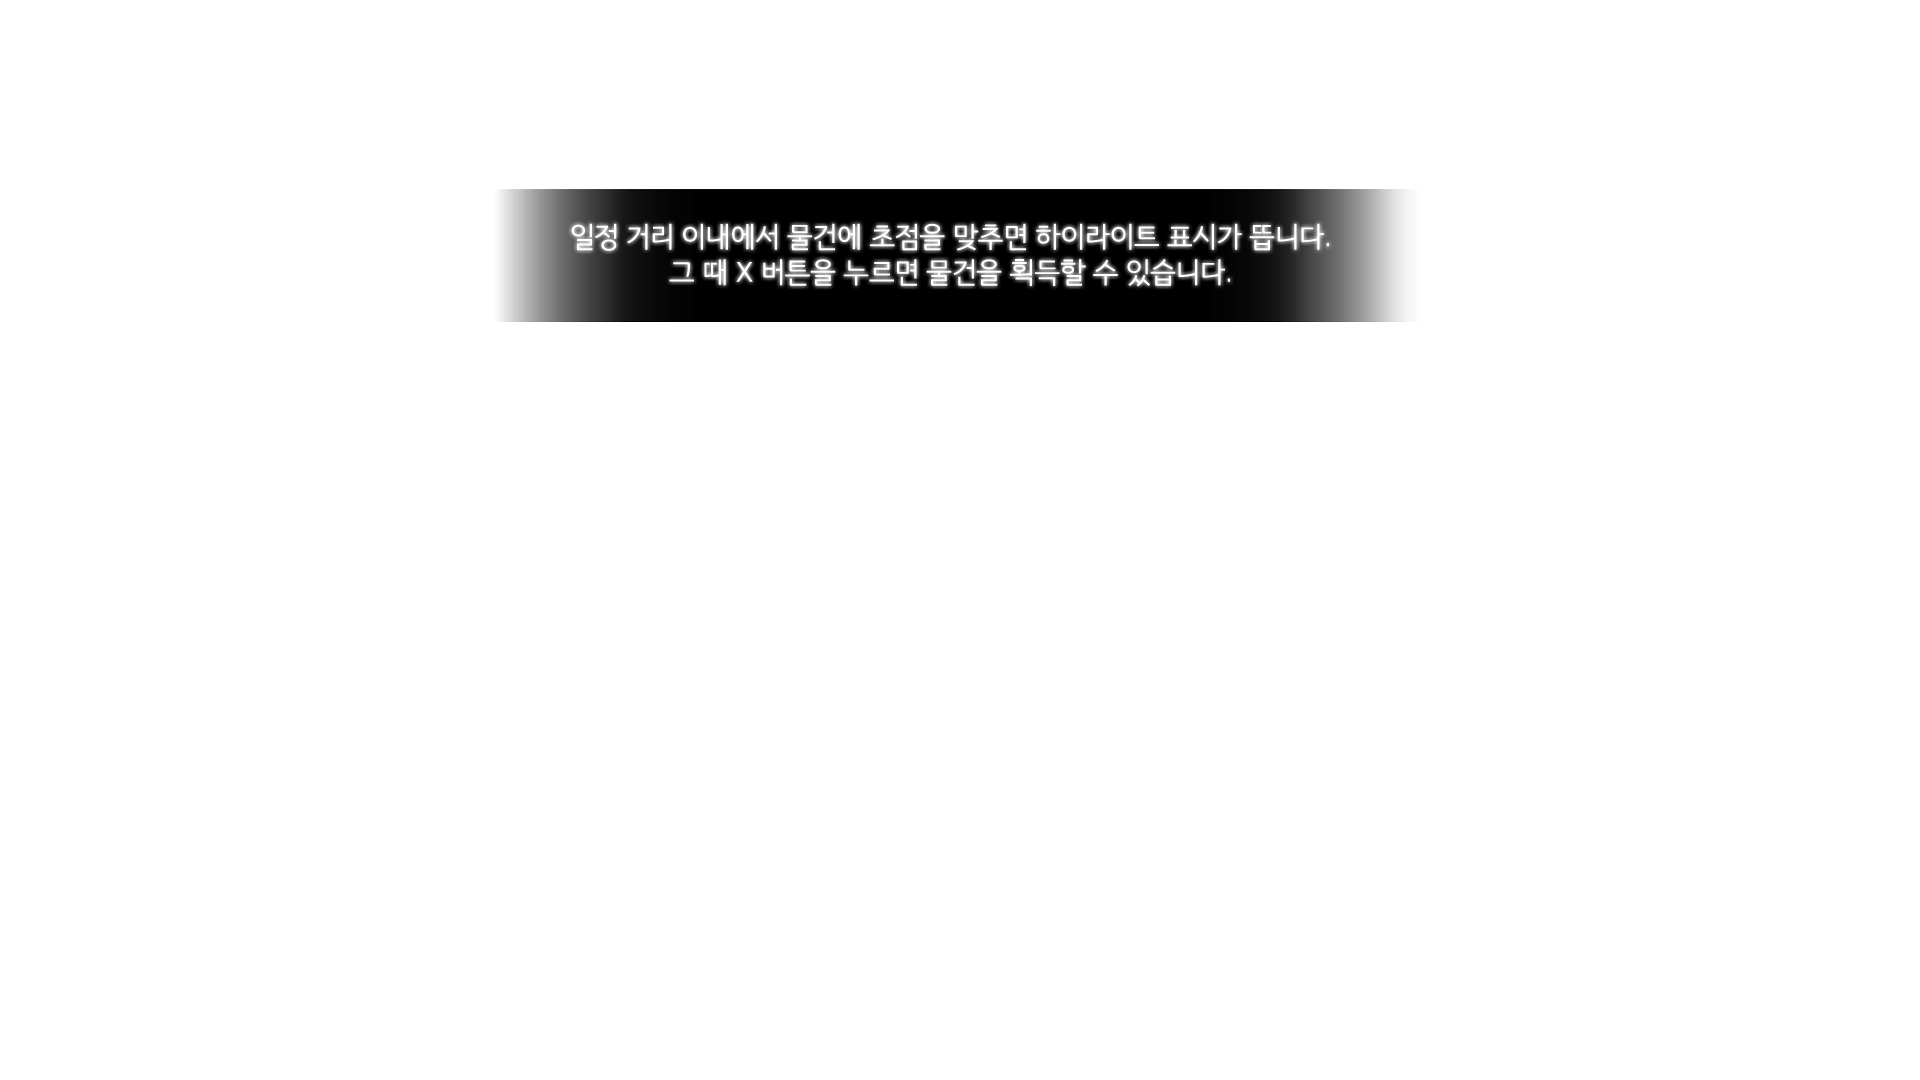 일정 거리 이내에서 물건에 초점을 맞추면 하이라이트 표시가 뜹니다.
그 때 X 버튼을 누르면 물건을 획득할 수 있습니다.